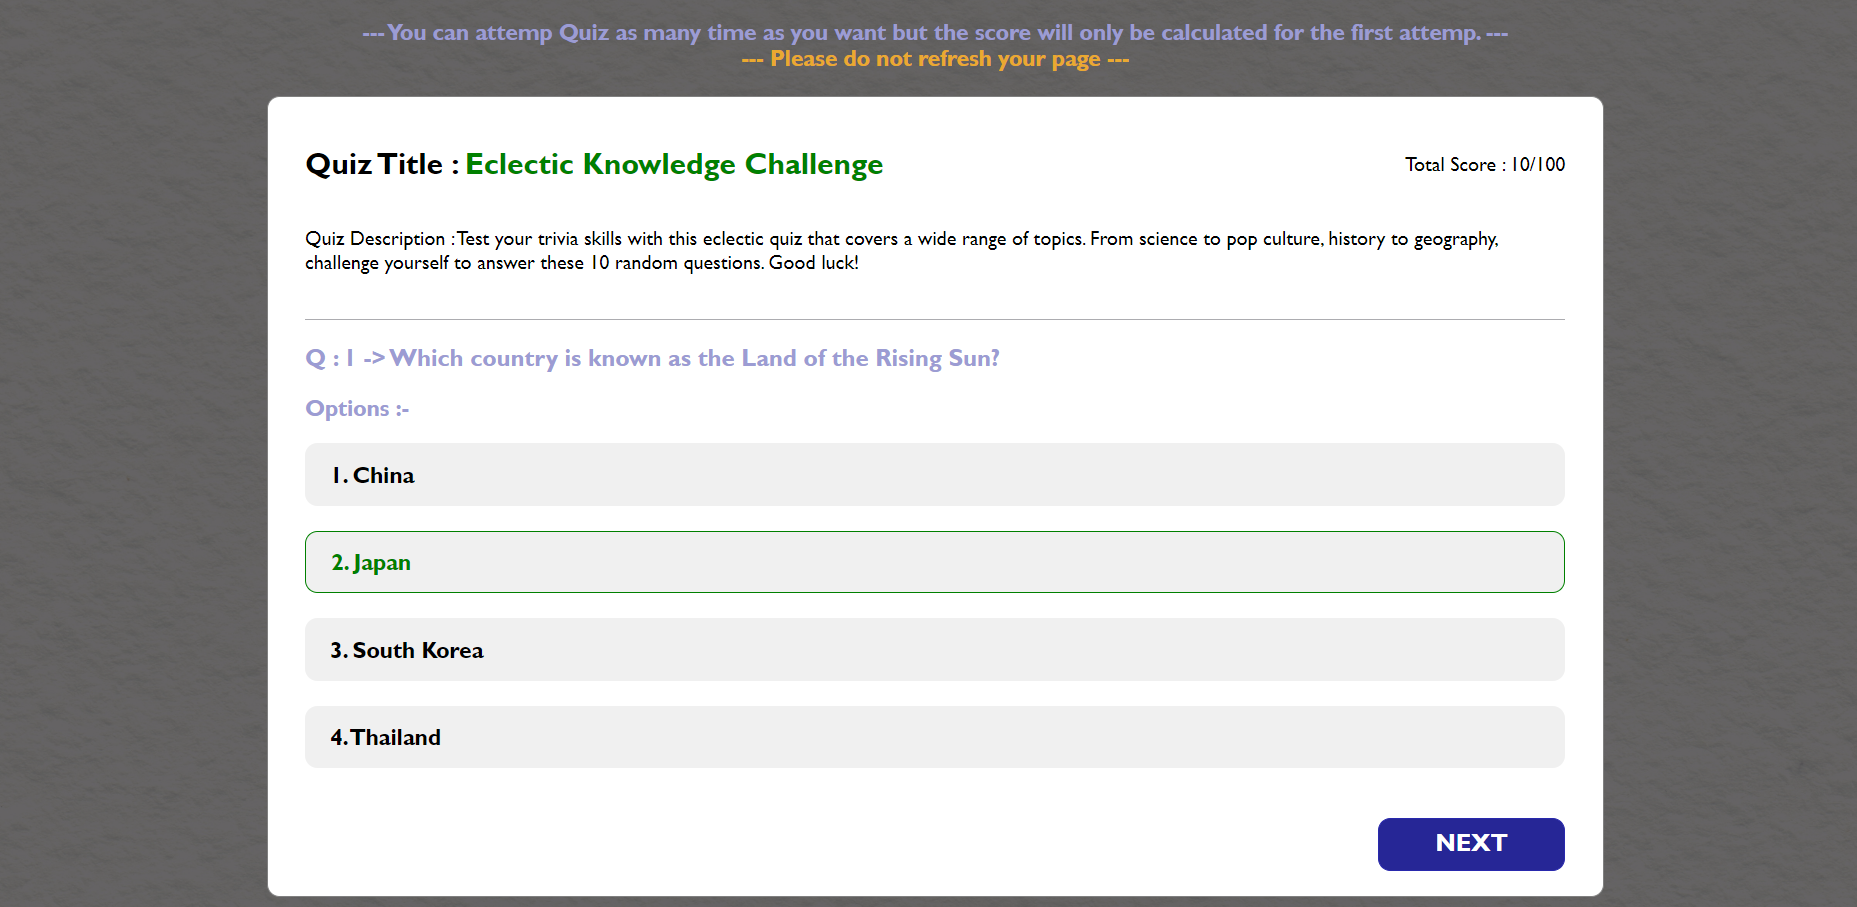 --- You can attemp Quiz as many time as you want but the score will only be calculated for the first attemp. ---
--- Please do not refresh your page ---
Quiz Title : Eclectic Knowledge Challenge
Total Score : 10/100
Quiz Description : Test your trivia skills with this eclectic quiz that covers a wide range of topics. From science to pop culture, history to geography,
challenge yourself to answer these 10 random questions. Good luck!
Q : 1 -> Which country is known as the Land of the Rising Sun?
Options :-
1. China
2. Japan
3. South Korea
4. Thailand
NEXT